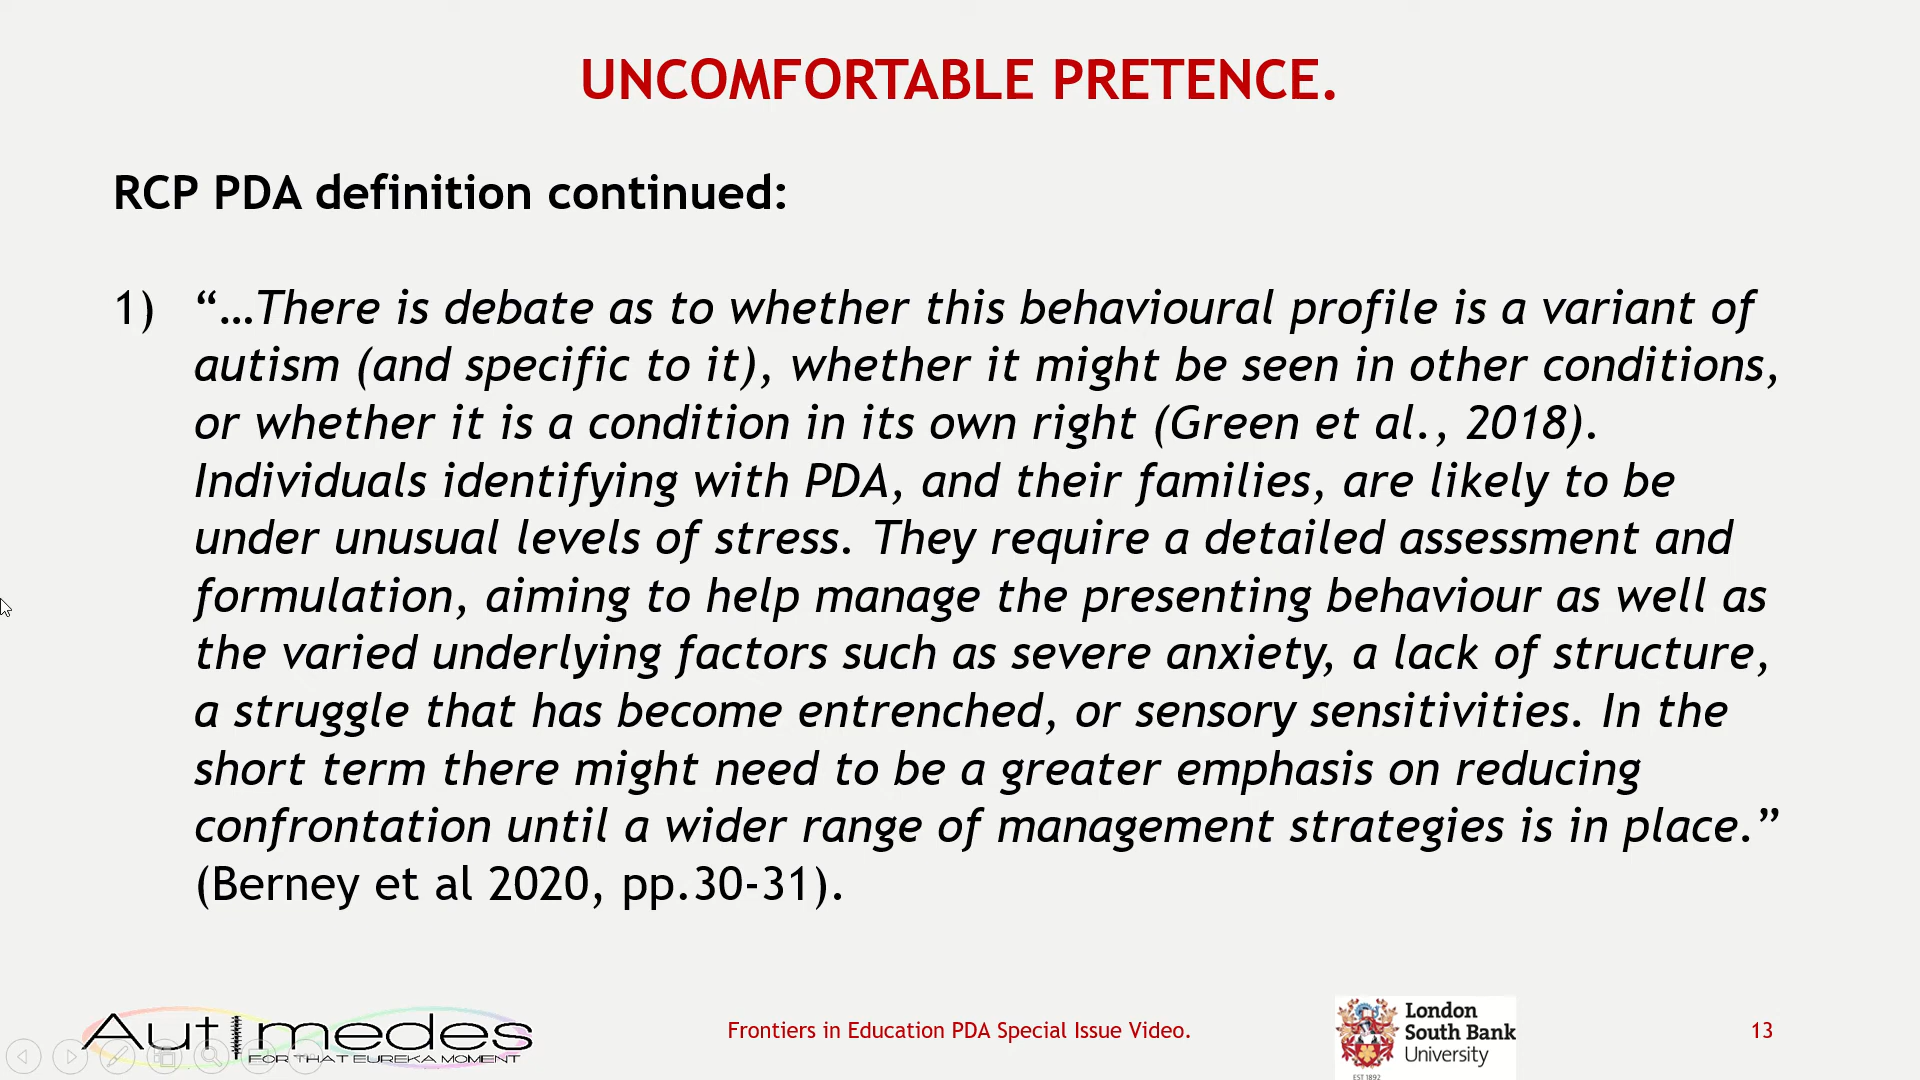 UNCOMFORTABLE PRETENCE.
RCP PDA definition continued:
1) “…There is debate as to whether this behavioural profile is a variant of
autism (and specific to it), whether it might be seen in other conditions,
or whether it is a condition in its own right (Green et al., 2018).
Individuals identifying with PDA, and their families, are likely to be
under unusual levels of stress. They require a detailed assessment and
formulation, aiming to help manage the presenting behaviour as well as
the varied underlying factors such as severe anxiety, a lack of structure,
a struggle that has become entrenched, or sensory sensitivities. In the
short term there might need to be a greater emphasis on reducing
confrontation until a wider range of management strategies is in place.”
(Berney et al 2020, pp.30-31).
Autimedes
FOR THAT EUREKA MOMENT
Frontiers in Education PDA Special Issue Video.
London
South Bank
University
EST 1892
13